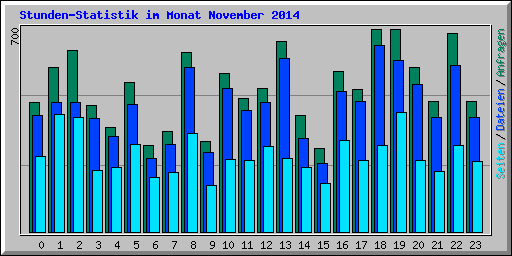 Stunden-Statistik im Monat November 2014
700
Seiten / Dateien / Anfragen
0 1 2 3 4 5 6 7 8 9 10 11 12 13 14 15 16 17 18 19 20 21 22 23